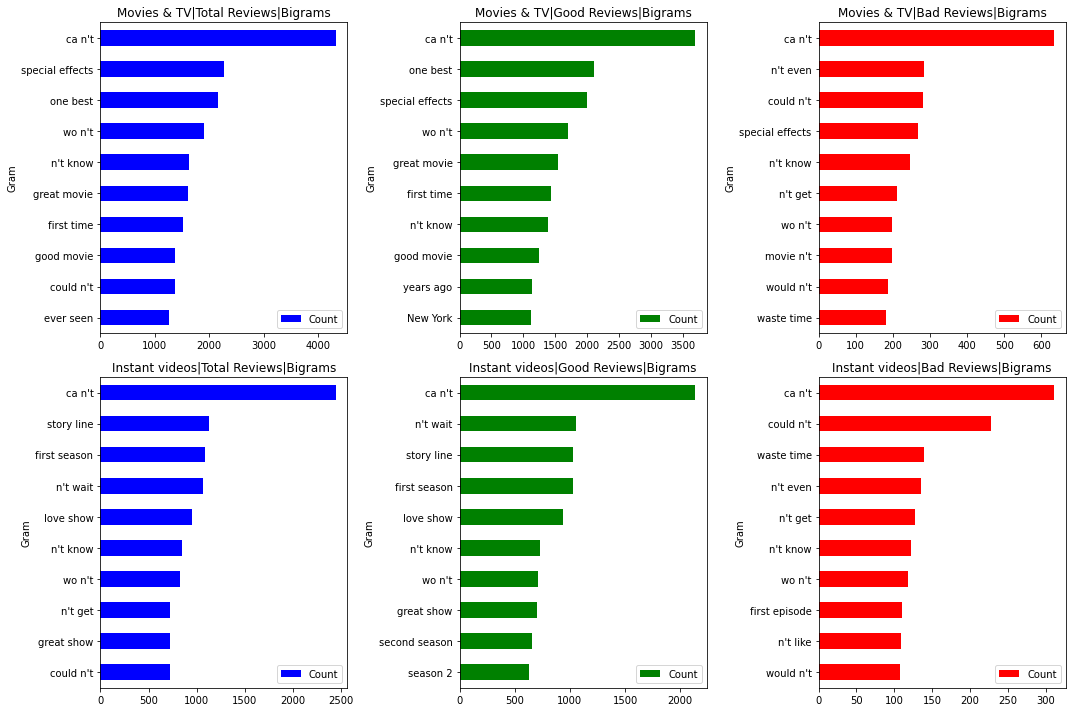 Movies & TV|Total Reviews|Bigrams
Gram
ca n't
special effects
one best
wo n't
n't know
great movie
first time
good movie
could n't
ever seen
Count
0 1000 2000 3000 4000
Movies & TV|Good Reviews|Bigrams
Gram
ca n't
one best
special effects
wo n't
great movie
first time
n't know
good movie
years ago
New York
Count
0 500 1000 1500 2000 2500 3000 3500
Movies & TV|Bad Reviews|Bigrams
Gram
ca n't
n't even
could n't
special effects
n't know
n't get
wo n't
movie n't
would n't
waste time
Count
0 100 200 300 400 500 600
Instant videos|Total Reviews|Bigrams
Gram
ca n't
story line
first season
n't wait
love show
n't know
wo n't
n't get
great show
could n't
Count
0 500 1000 1500 2000 2500
Instant videos|Good Reviews|Bigrams
Gram
ca n't
n't wait
story line
first season
love show
n't know
wo n't
great show
second season
season 2
Count
0 500 1000 1500 2000
Instant videos|Bad Reviews|Bigrams
Gram
ca n't
could n't
waste time
n't even
n't get
n't know
wo n't
first episode
n't like
would n't
Count
0 50 100 150 200 250 300